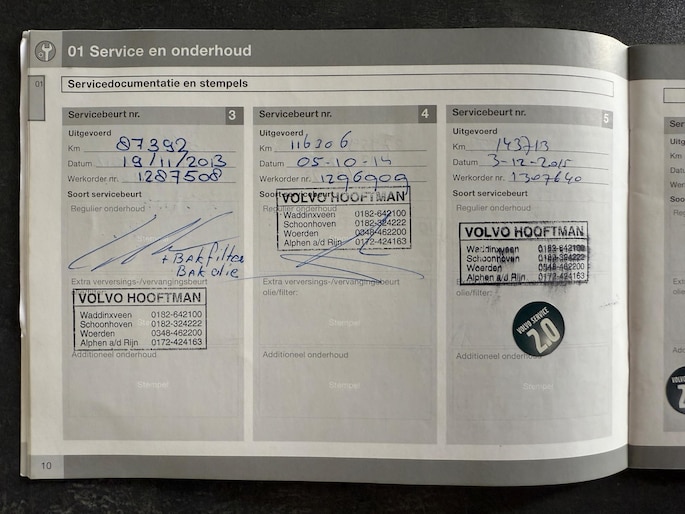 01 Service en onderhoud
01
Servicedocumentatie en stempels
Servicebeurt nr. 3
Uitgevoerd
Km 87392
Datum 19/11/2013
Werkorder nr. 1287508
Soort servicebeurt
Regulier onderhoud
+ BAK filter
BAK olie
Extra verversings-/vervangingsbeurt
VOLVO HOOFTMAN
Waddinxveen 0182-642100
Schoonhoven 0182-324222
Woerden 0348-462200
Alphen a/d Rijn 0172-424163
Additioneel onderhoud
Stempel
Servicebeurt nr. 4
Uitgevoerd
Km 116306
Datum 05-10-14
Werkorder nr. 1296909
Soort
VOLVO HOOFTMAN
Regulier onderhoud
Waddinxveen 0182-642100
Schoonhoven 0182-324222
Woerden 0348-462200
Alphen a/d Rijn 0172-424163
Extra verversings-/vervangingsbeurt
olie/filter:
Stempel
Additioneel onderhoud
Stempel
Servicebeurt nr. 5
Uitgevoerd
Km 143713
Datum 3-12-2015
Werkorder nr. 1307640
Soort servicebeurt
Regulier onderhoud
VOLVO HOOFTMAN
Waddinxveen 0182-642100
Schoonhoven 0182-324222
Woerden 0348-462200
Alphen a/d Rijn 0172-424163
olie/filter:
VOLVO SERVICE
2.0
Additioneel onderhoud
10